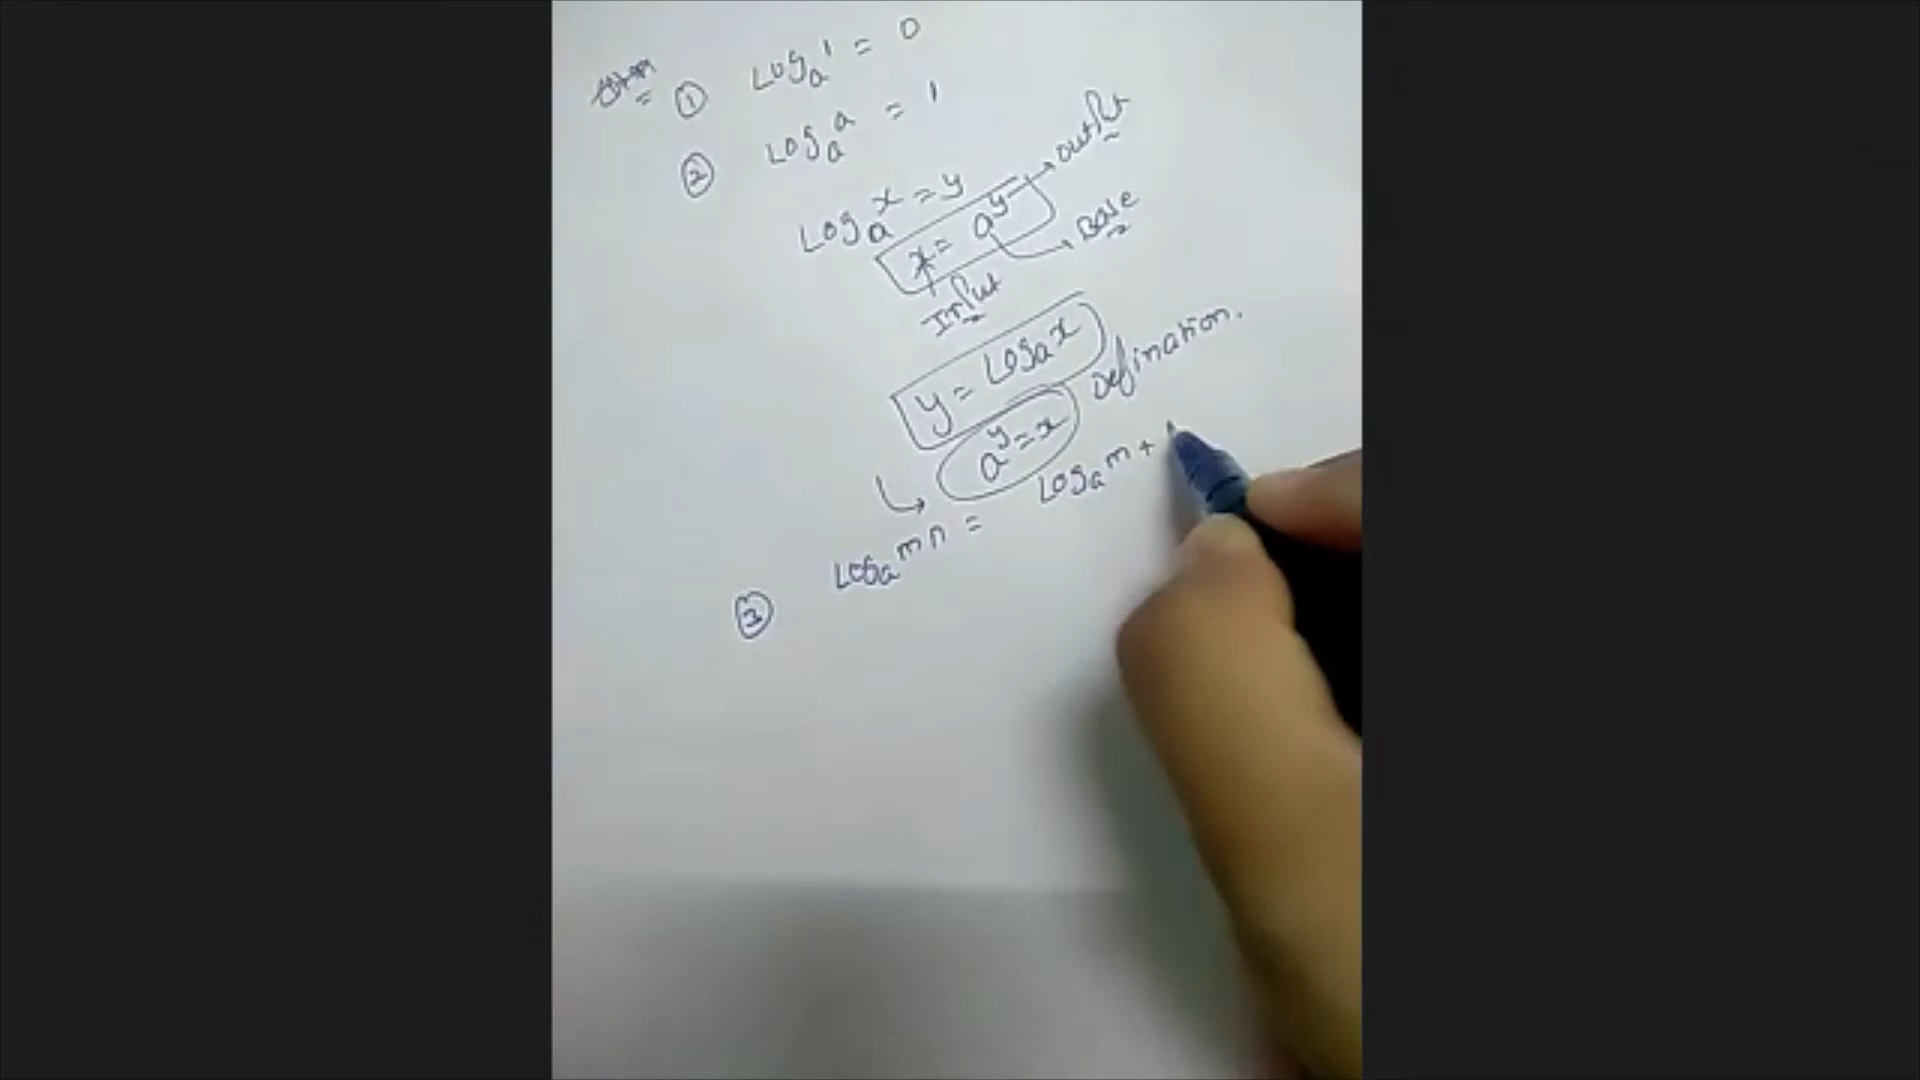 ① Log_a 1 = 0
② Log_a a = 1
Log_a x = y
x = a^y → output
→ Base
Input
y = Log_a x
a^y = x Defination.
③ Log_a mn = Log_a m +